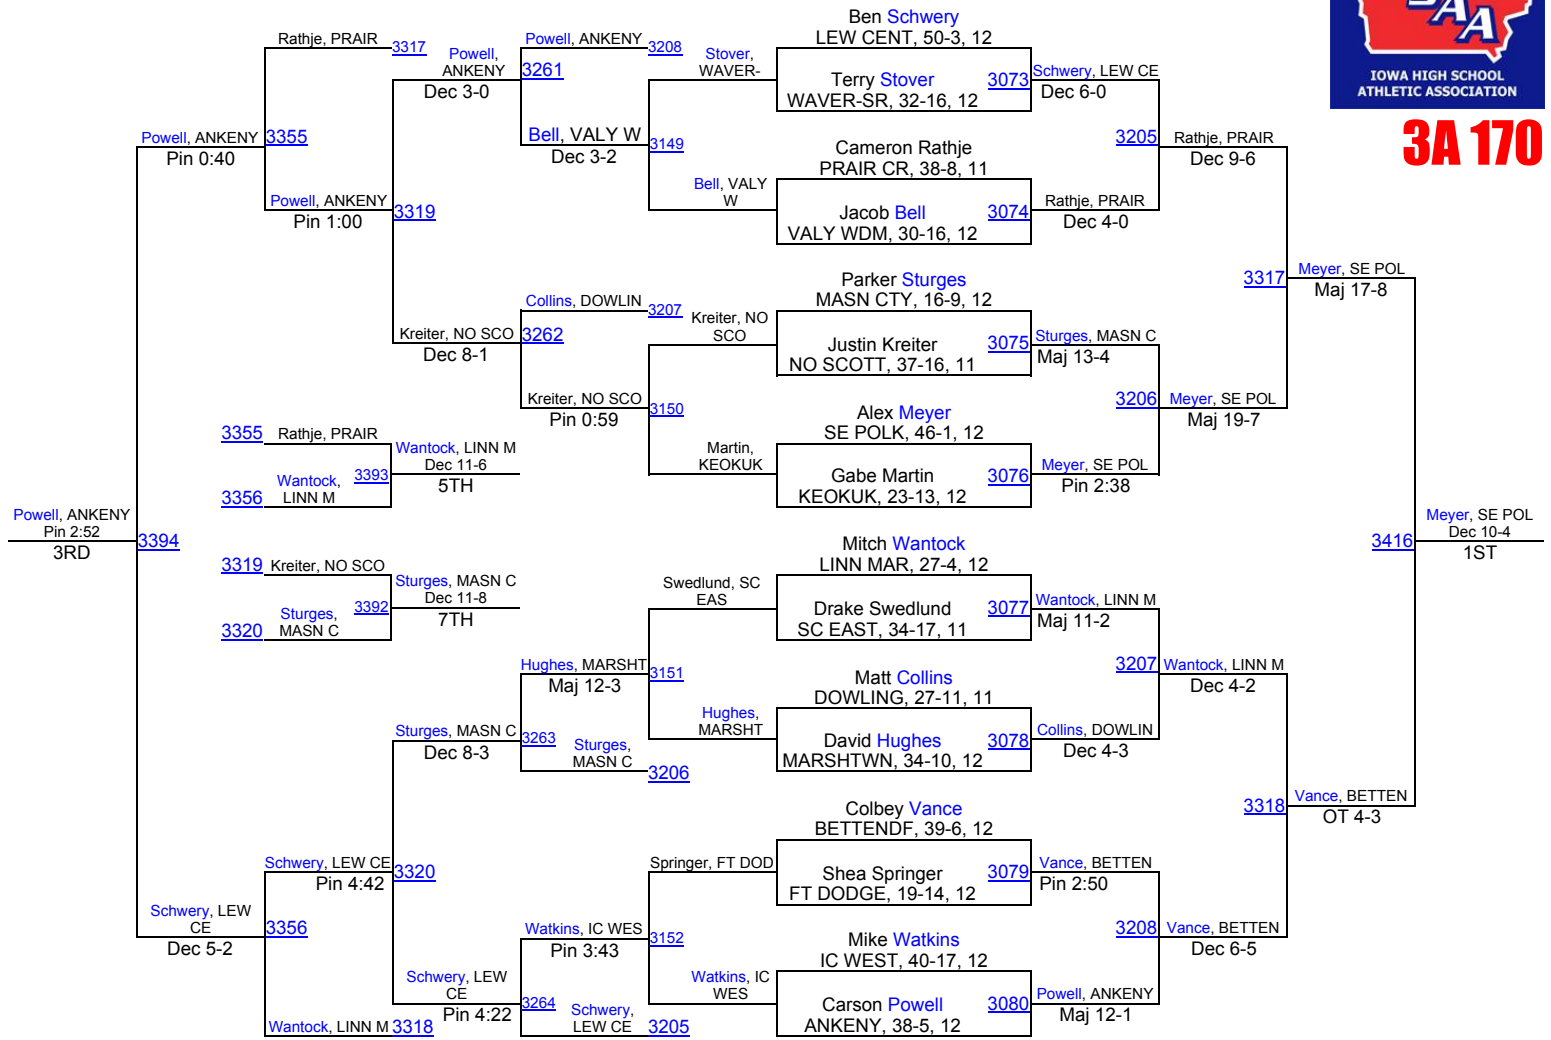 Ben Schwery
LEW CENT, 50-3, 12
Terry Stover
WAVER-SR, 32-16, 12
3073
Schwery, LEW CE
Dec 6-0
Cameron Rathje
PRAIR CR, 38-8, 11
Jacob Bell
VALY WDM, 30-16, 12
3074
Rathje, PRAIR
Dec 4-0
3205
Rathje, PRAIR
Dec 9-6
Parker Sturges
MASN CTY, 16-9, 12
Justin Kreiter
NO SCOTT, 37-16, 11
3075
Sturges, MASN C
Maj 13-4
Alex Meyer
SE POLK, 46-1, 12
Gabe Martin
KEOKUK, 23-13, 12
3076
Meyer, SE POL
Pin 2:38
3206
Meyer, SE POL
Maj 19-7
3317
Meyer, SE POL
Maj 17-8
Mitch Wantock
LINN MAR, 27-4, 12
Drake Swedlund
SC EAST, 34-17, 11
3077
Wantock, LINN M
Maj 11-2
Matt Collins
DOWLING, 27-11, 11
David Hughes
MARSHTWN, 34-10, 12
3078
Collins, DOWLIN
Dec 4-3
3207
Wantock, LINN M
Dec 4-2
Colbey Vance
BETTENDF, 39-6, 12
Shea Springer
FT DODGE, 19-14, 12
3079
Vance, BETTEN
Pin 2:50
Mike Watkins
IC WEST, 40-17, 12
Carson Powell
ANKENY, 38-5, 12
3080
Powell, ANKENY
Maj 12-1
3208
Vance, BETTEN
Dec 6-5
3318
Vance, BETTEN
OT 4-3
3416
Meyer, SE POL
Dec 10-4
1ST
AA
IOWA HIGH SCHOOL
ATHLETIC ASSOCIATION
3A 170
Stover,
WAVER-
Bell, VALY
W
3149
Bell, VALY W
Dec 3-2
Powell, ANKENY
3208
3261
Powell,
ANKENY
Dec 3-0
Kreiter, NO
SCO
Martin,
KEOKUK
3150
Kreiter, NO SCO
Pin 0:59
Collins, DOWLIN
3207
3262
Kreiter, NO SCO
Dec 8-1
3319
Powell, ANKENY
Pin 1:00
Rathje, PRAIR
3317
3355
Powell, ANKENY
Pin 0:40
3355
Rathje, PRAIR
3356
Wantock,
LINN M
3393
Wantock, LINN M
Dec 11-6
5TH
3319
Kreiter, NO SCO
3320
Sturges,
MASN C
3392
Sturges, MASN C
Dec 11-8
7TH
Swedlund, SC
EAS
Hughes,
MARSHT
3151
Hughes, MARSHT
Maj 12-3
Sturges,
MASN C
3206
3263
Sturges, MASN C
Dec 8-3
Springer, FT DOD
Watkins, IC
WES
3152
Watkins, IC WES
Pin 3:43
Schwery,
LEW CE
3205
3264
Schwery, LEW
CE
Pin 4:22
3320
Schwery, LEW CE
Pin 4:42
Wantock, LINN M
3318
3356
Schwery, LEW
CE
Dec 5-2
3394
Powell, ANKENY
Pin 2:52
3RD